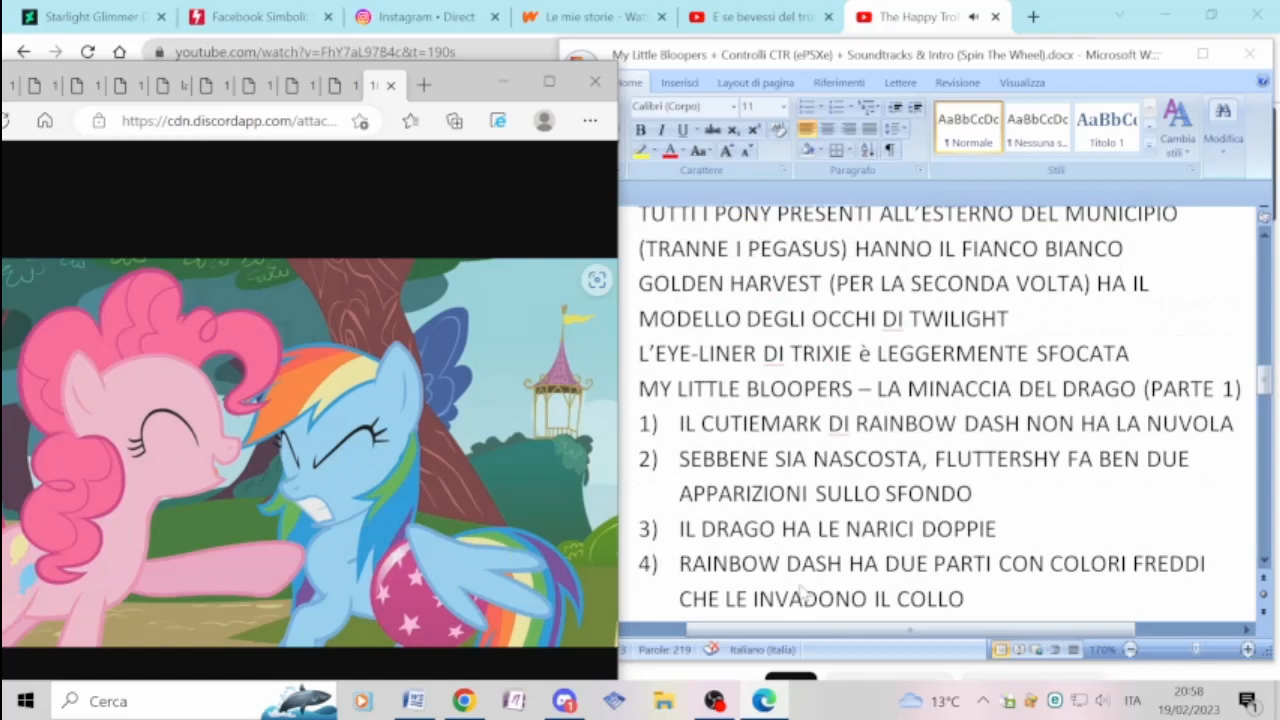 Starlight Glimmer
Facebook Simboli:
Instagram • Direct
Le mie storie - Wat
E se bevessi del tri
The Happy Trol
youtube.com/watch?v=FhY7aL97B4c&t=190s
My Little Bloopers + Controlli CTR (ePSXe) + Soundtracks & Intro (Spin The Wheel).docx - Microsoft W...
https://cdn.discordapp.com/attac...
Inserisci Layout di pagina Riferimenti Lettere Revisione Visualizza
Calibri (Corpo) 11
AaBbCcDc AaBbCcDc AaBbC
¶ Normale ¶ Nessuna s... Titolo 1
Cambia stili
Modifica
Carattere Paragrafo Stili
TUTTI I PONY PRESENTI ALL'ESTERNO DEL MUNICIPIO
(TRANNE I PEGASUS) HANNO IL FIANCO BIANCO
GOLDEN HARVEST (PER LA SECONDA VOLTA) HA IL
MODELLO DEGLI OCCHI DI TWILIGHT
L'EYE-LINER DI TRIXIE è LEGGERMENTE SFOCATA
MY LITTLE BLOOPERS – LA MINACCIA DEL DRAGO (PARTE 1)
1) IL CUTIEMARK DI RAINBOW DASH NON HA LA NUVOLA
2) SEBBENE SIA NASCOSTA, FLUTTERSHY FA BEN DUE
APPARIZIONI SULLO SFONDO
3) IL DRAGO HA LE NARICI DOPPIE
4) RAINBOW DASH HA DUE PARTI CON COLORI FREDDI
CHE LE INVADONO IL COLLO
Parole: 219 Italiano (Italia) 170%
Cerca
13°C
ITA
20:58
19/02/2023